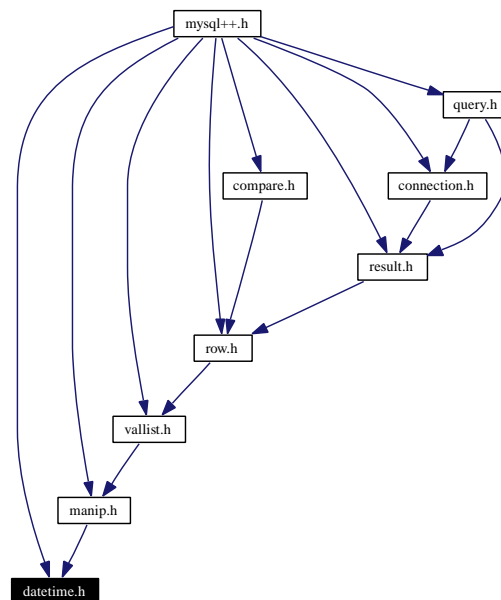 mysql++.h
query.h
compare.h
connection.h
result.h
row.h
vallist.h
manip.h
datetime.h